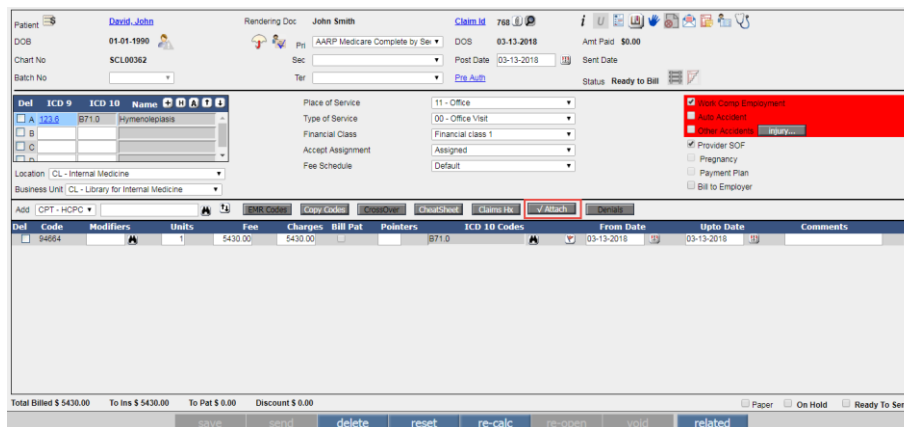 Patient David, John Rendering Doc John Smith Claim Id 768
DOB 01-01-1990 Pri AARP Medicare Complete by Se DOS 03-13-2018 Amt Paid $0.00
Chart No SCL00362 Sec Post Date 03-13-2018 Sent Date
Batch No Ter Pre Auth Status Ready to Bill
Del ICD 9 ICD 10 Name
A 123.6 B71.0 Hymenolepiasis
B
C
D
Location CL - Internal Medicine
Business Unit CL - Library for Internal Medicine
Place of Service 11 - Office
Type of Service 00 - Office Visit
Financial Class Financial class 1
Accept Assignment Assigned
Fee Schedule Default
Work Comp Employment
Auto Accident
Other Accidents injury...
Provider SOF
Pregnancy
Payment Plan
Bill to Employer
Add CPT - HCPC EMR Codes Copy Codes CrossOver CheatSheet Claims Hx √ Attach Denials
Del Code Modifiers Units Fee Charges Bill Pat Pointers ICD 10 Codes From Date Upto Date Comments
94664 1 5430.00 5430.00 B71.0 03-13-2018 03-13-2018
Total Billed $ 5430.00 To Ins $ 5430.00 To Pat $ 0.00 Discount $ 0.00 Paper On Hold Ready To Sen
save send delete reset re-calc re-open void related